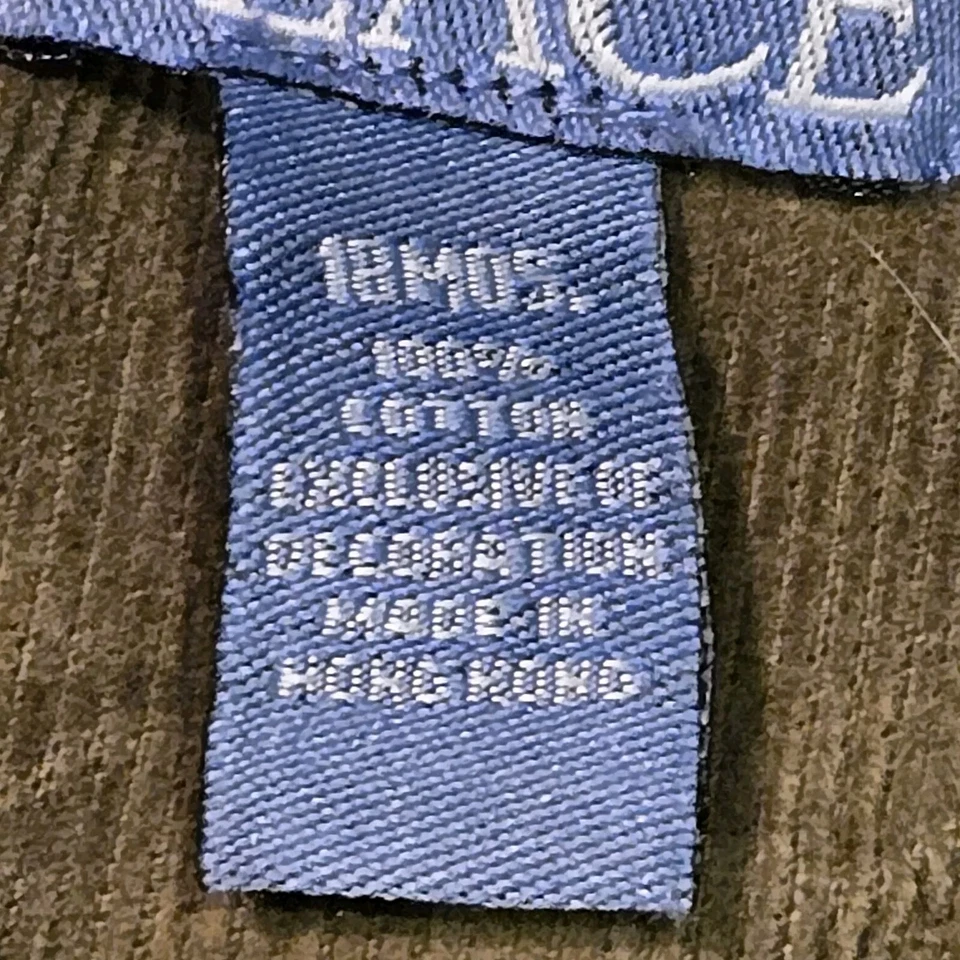 18MOS.
100%
COTTON
EXCLUSIVE OF
DECORATION
MADE IN
HONG KONG